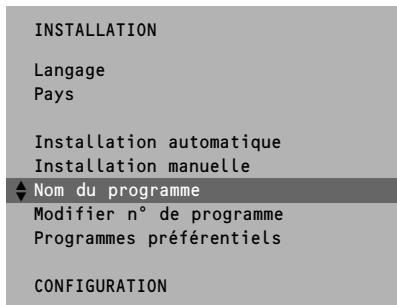 INSTALLATION
Langage
Pays
Installation automatique
Installation manuelle
Nom du programme
Modifier n° de programme
Programmes préférentiels
CONFIGURATION